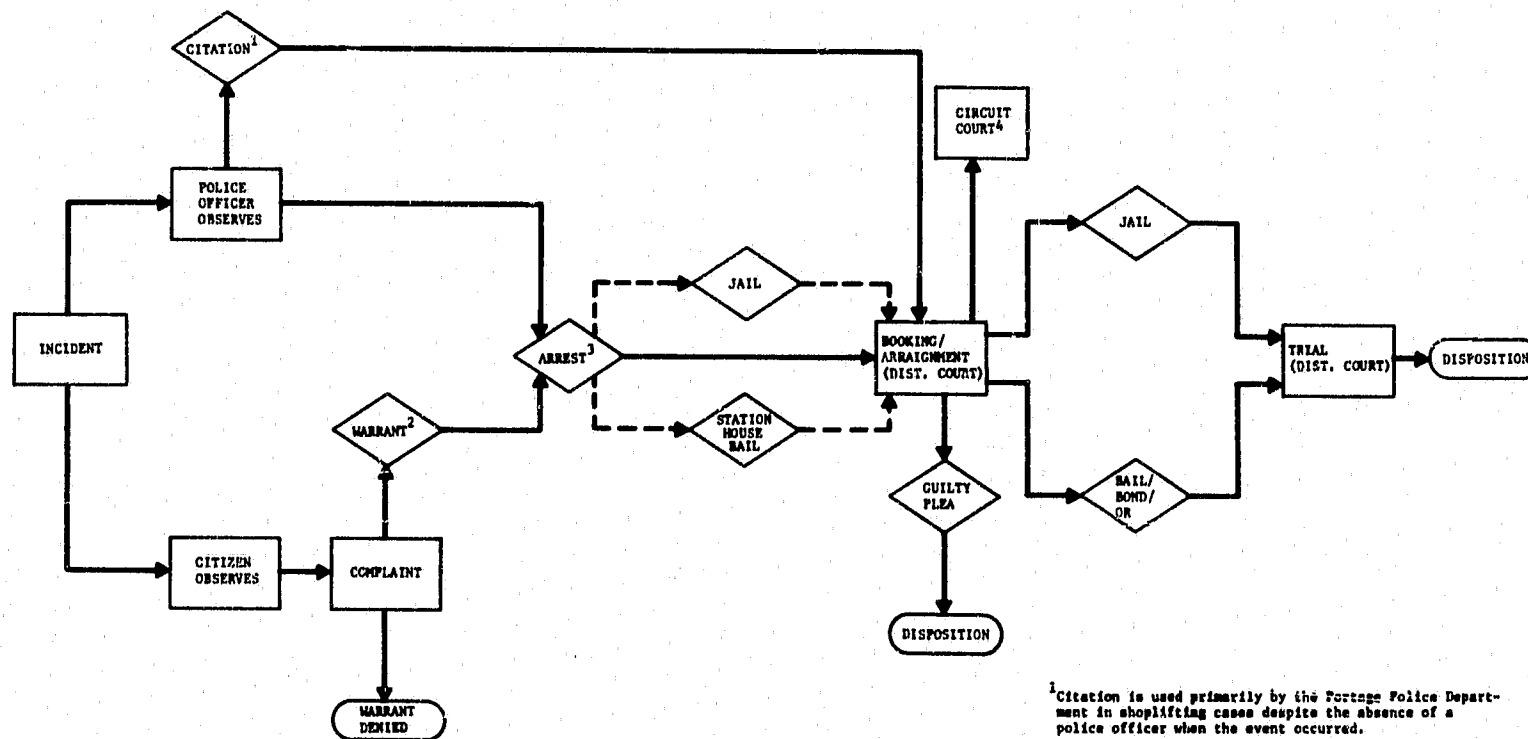 CITATION1
CIRCUIT
COURT4
POLICE
OFFICER
OBSERVES
JAIL
JAIL
INCIDENT
ARREST3
BOOKING/
ARRAIGNMENT
(DIST. COURT)
TRIAL
(DIST. COURT)
DISPOSITION
WARRANT2
STATION
HOUSE
BAIL
GUILTY
PLEA
BAIL/
BOND/
OR
CITIZEN
OBSERVES
COMPLAINT
DISPOSITION
WARRANT
DENIED
1Citation is used primarily by the Portage Police Depart-
ment in shoplifting cases despite the absence of a
police officer when the event occurred.